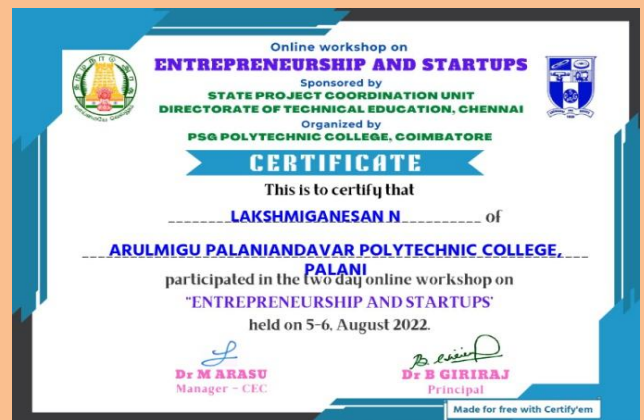 Online workshop on
ENTREPRENEURSHIP AND STARTUPS
Sponsored by
STATE PROJECT COORDINATION UNIT
DIRECTORATE OF TECHNICAL EDUCATION, CHENNAI
Organized by
PSG POLYTECHNIC COLLEGE, COIMBATORE
CERTIFICATE
This is to certify that
LAKSHMIGANESAN N of
ARULMIGU PALANIANDAVAR POLYTECHNIC COLLEGE,
PALANI
participated in the two day online workshop on
"ENTREPRENEURSHIP AND STARTUPS'
held on 5-6, August 2022.
Dr M ARASU
Manager - CEC
Dr B GIRIRAJ
Principal
Made for free with Certify'em